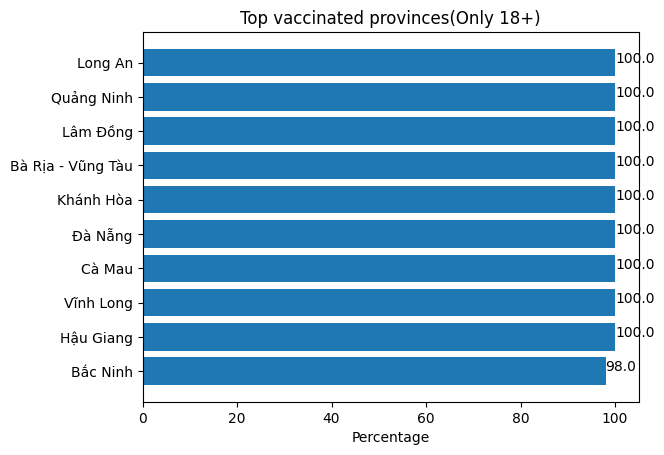 Top vaccinated provinces(Only 18+)
Long An 100.0
Quảng Ninh 100.0
Lâm Đồng 100.0
Bà Rịa - Vũng Tàu 100.0
Khánh Hòa 100.0
Đà Nẵng 100.0
Cà Mau 100.0
Vĩnh Long 100.0
Hậu Giang 100.0
Bắc Ninh 98.0
0 20 40 60 80 100
Percentage